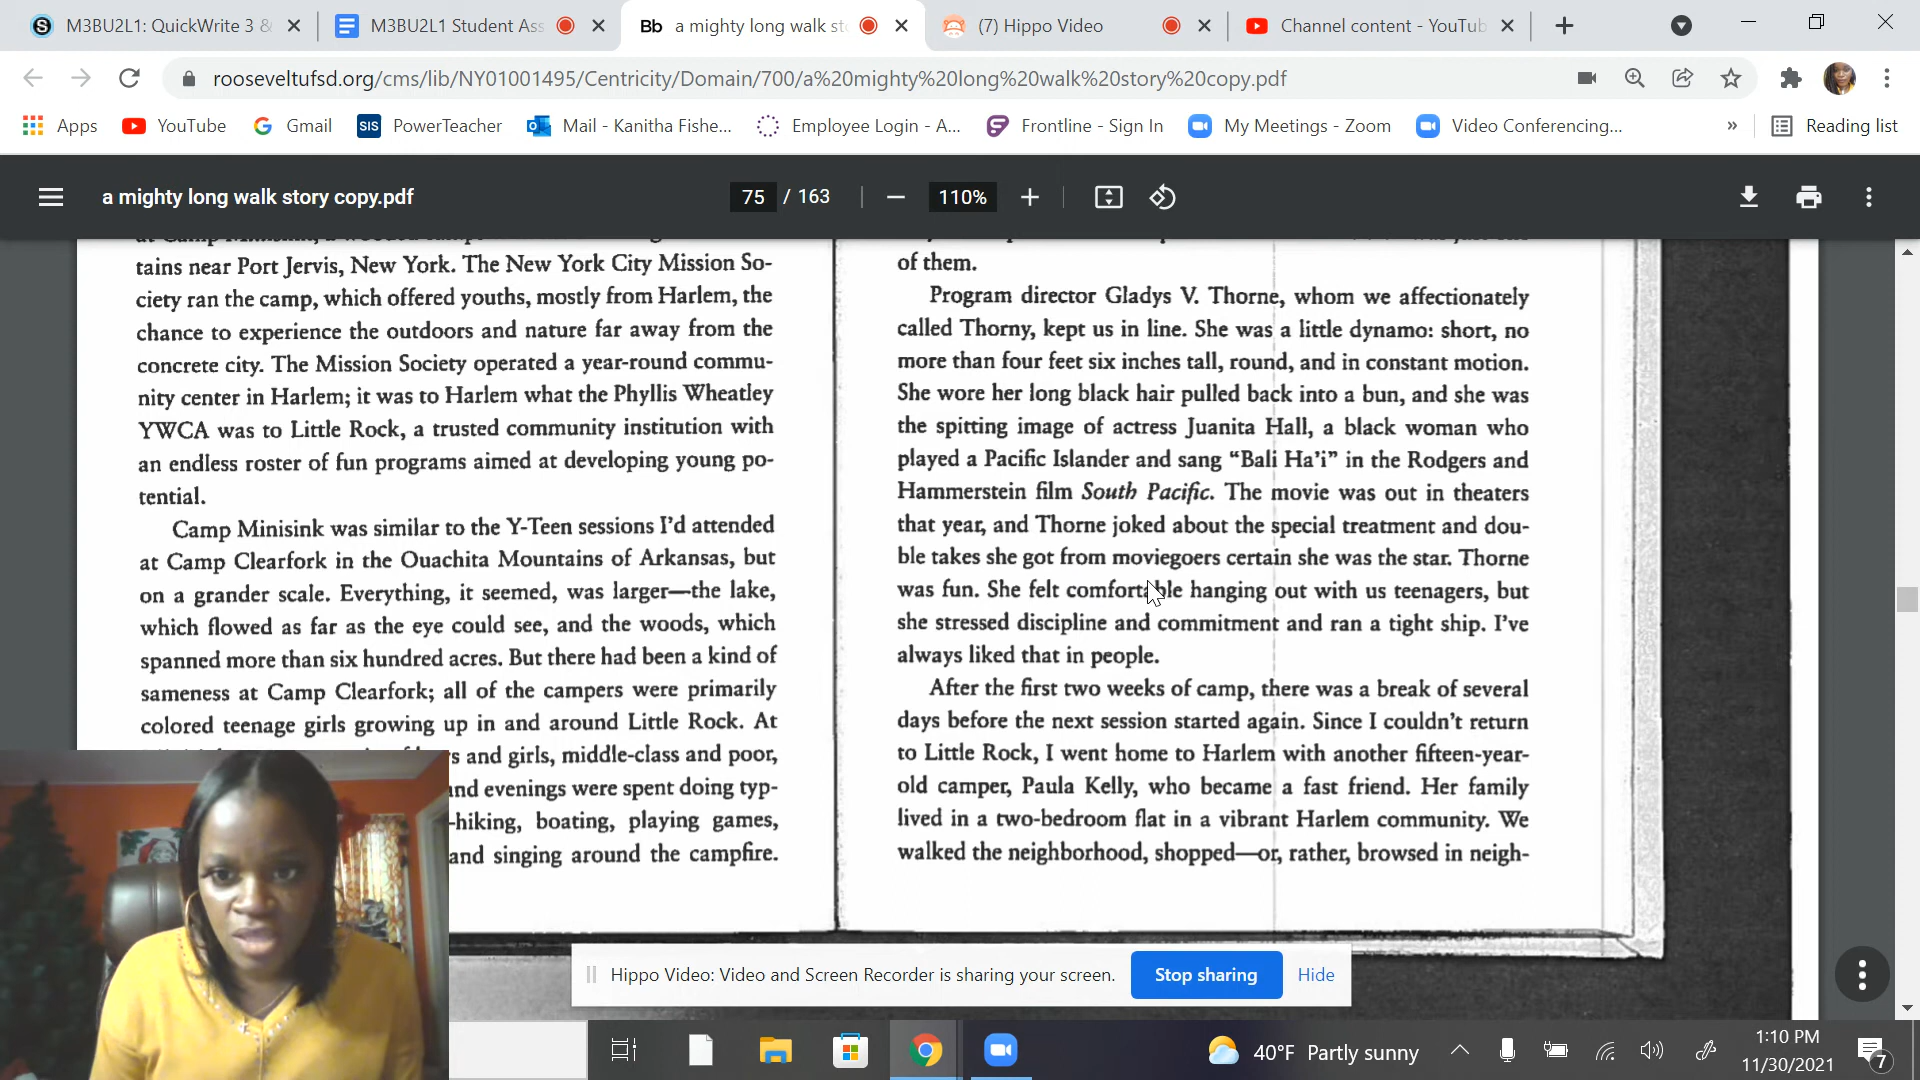 M3BU2L1: QuickWrite 3 &
M3BU2L1 Student Ass
Bb a mighty long walk sto
(7) Hippo Video
Channel content - YouTub
rooseveltufsd.org/cms/lib/NY01001495/Centricity/Domain/700/a%20mighty%20long%20walk%20story%20copy.pdf
Apps
YouTube
Gmail
SIS PowerTeacher
Mail - Kanitha Fishe...
Employee Login - A...
Frontline - Sign In
My Meetings - Zoom
Video Conferencing...
»
Reading list
a mighty long walk story copy.pdf
75 / 163
110%
tains near Port Jervis, New York. The New York City Mission So-
ciety ran the camp, which offered youths, mostly from Harlem, the
chance to experience the outdoors and nature far away from the
concrete city. The Mission Society operated a year-round commu-
nity center in Harlem; it was to Harlem what the Phyllis Wheatley
YWCA was to Little Rock, a trusted community institution with
an endless roster of fun programs aimed at developing young po-
tential.
Camp Minisink was similar to the Y-Teen sessions I'd attended
at Camp Clearfork in the Ouachita Mountains of Arkansas, but
on a grander scale. Everything, it seemed, was larger—the lake,
which flowed as far as the eye could see, and the woods, which
spanned more than six hundred acres. But there had been a kind of
sameness at Camp Clearfork; all of the campers were primarily
colored teenage girls growing up in and around Little Rock. At
and girls, middle-class and poor,
and evenings were spent doing typ-
-hiking, boating, playing games,
and singing around the campfire.
of them.
Program director Gladys V. Thorne, whom we affectionately
called Thorny, kept us in line. She was a little dynamo: short, no
more than four feet six inches tall, round, and in constant motion.
She wore her long black hair pulled back into a bun, and she was
the spitting image of actress Juanita Hall, a black woman who
played a Pacific Islander and sang “Bali Ha'i” in the Rodgers and
Hammerstein film South Pacific. The movie was out in theaters
that year, and Thorne joked about the special treatment and dou-
ble takes she got from moviegoers certain she was the star. Thorne
was fun. She felt comfortable hanging out with us teenagers, but
she stressed discipline and commitment and ran a tight ship. I've
always liked that in people.
After the first two weeks of camp, there was a break of several
days before the next session started again. Since I couldn't return
to Little Rock, I went home to Harlem with another fifteen-year-
old camper, Paula Kelly, who became a fast friend. Her family
lived in a two-bedroom flat in a vibrant Harlem community. We
walked the neighborhood, shopped—or, rather, browsed in neigh-
Hippo Video: Video and Screen Recorder is sharing your screen.
Stop sharing
Hide
40°F Partly sunny
1:10 PM
11/30/2021
7